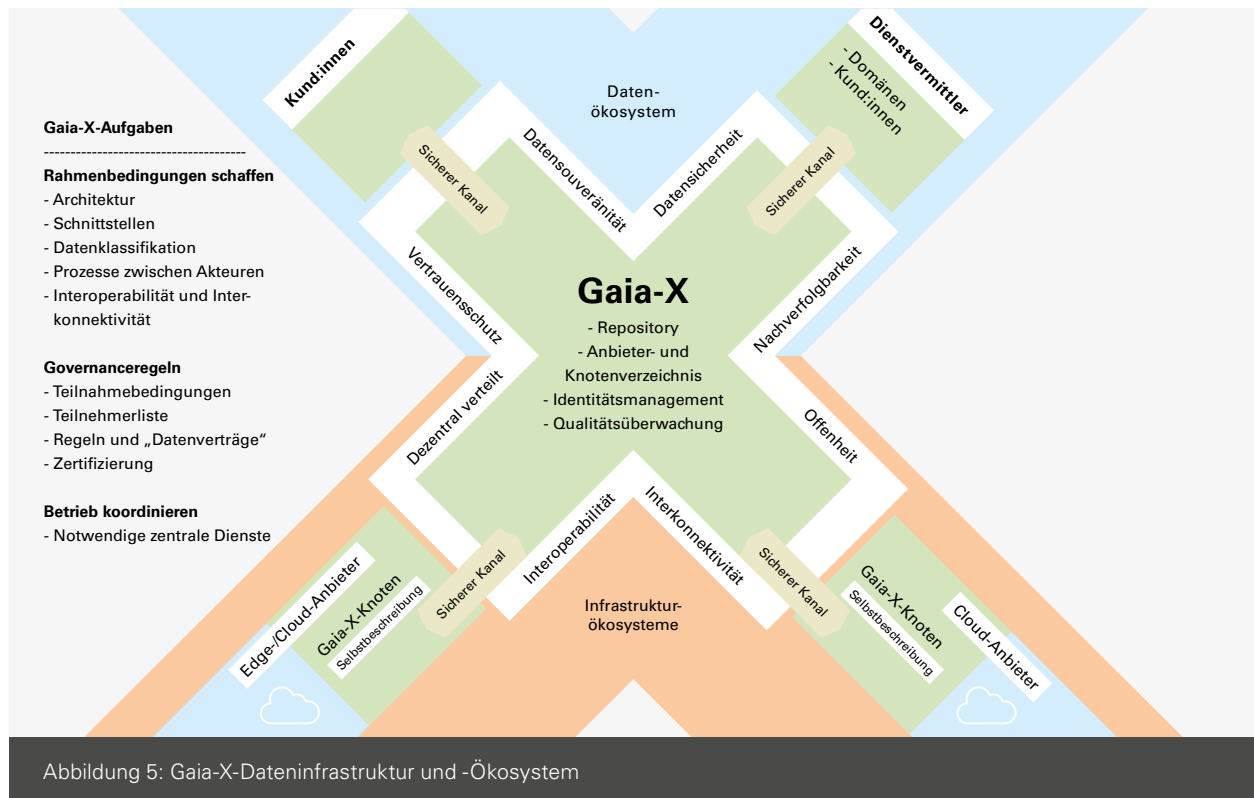 Gaia-X-Aufgaben
--------------------------------------
Rahmenbedingungen schaffen
- Architektur
- Schnittstellen
- Datenklassifikation
- Prozesse zwischen Akteuren
- Interoperabilität und Inter-
konnektivität
Governanceregeln
- Teilnahmebedingungen
- Teilnehmerliste
- Regeln und „Datenverträge“
- Zertifizierung
Betrieb koordinieren
- Notwendige zentrale Dienste
Kund:innen
Sicherer Kanal
Daten-
ökosystem
Dienstvermittler
- Domänen
- Kund:innen
Sicherer Kanal
Datensouveränität
Datensicherheit
Vertrauensschutz
Nachverfolgbarkeit
Gaia-X
- Repository
- Anbieter- und
Knotenverzeichnis
- Identitätsmanagement
- Qualitätsüberwachung
Dezentral verteilt
Offenheit
Interoperabilität
Interkonnektivität
Edge-/Cloud-Anbieter
Gaia-X-Knoten
Selbstbeschreibung
Sicherer Kanal
Infrastruktur-
ökosysteme
Sicherer Kanal
Gaia-X-Knoten
Selbstbeschreibung
Cloud-Anbieter
Abbildung 5: Gaia-X-Dateninfrastruktur und -Ökosystem